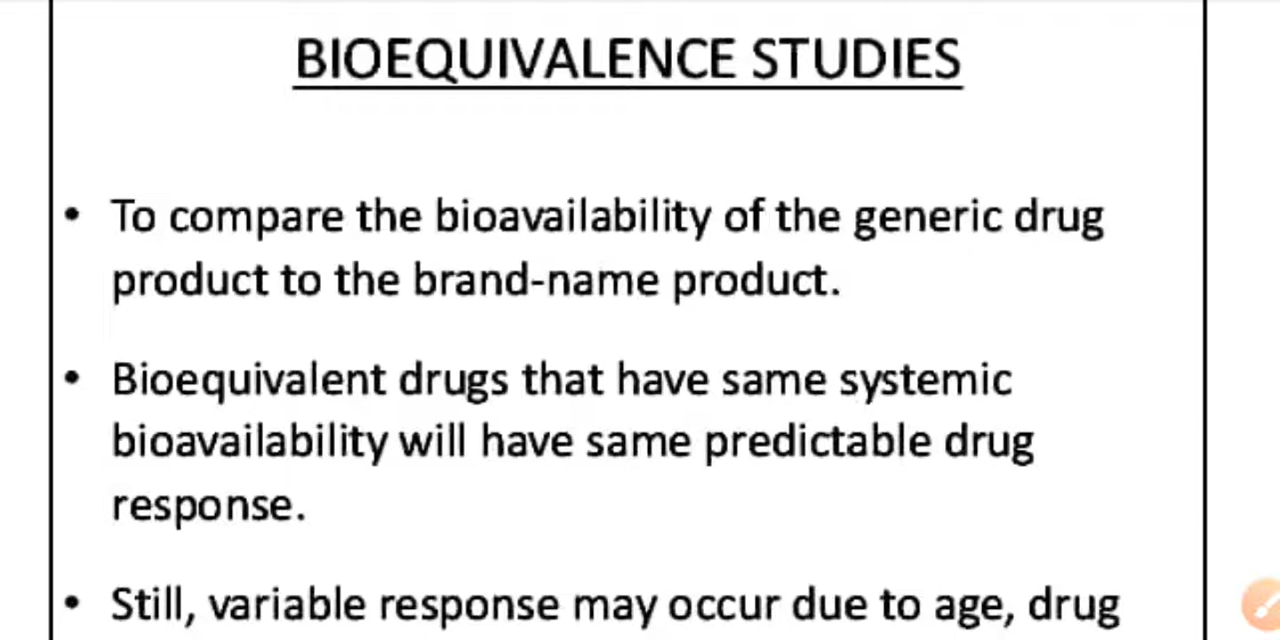 BIOEQUIVALENCE STUDIES
• To compare the bioavailability of the generic drug
product to the brand-name product.
• Bioequivalent drugs that have same systemic
bioavailability will have same predictable drug
response.
• Still, variable response may occur due to age, drug